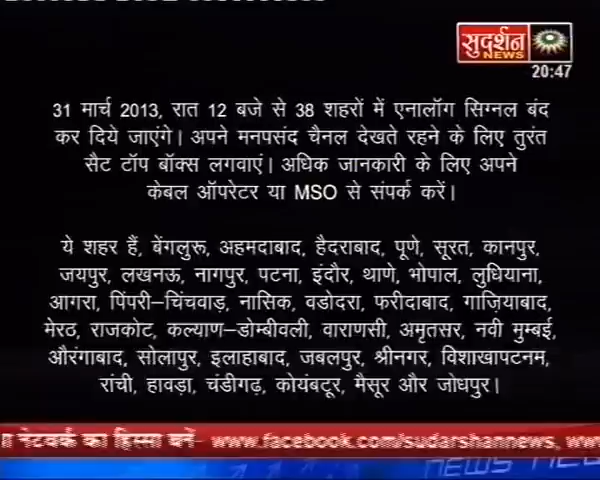 सुदर्शन
NEWS
20:47
31 मार्च 2013, रात 12 बजे से 38 शहरों में एनालॉग सिग्नल बंद
कर दिये जाएंगे। अपने मनपसंद चैनल देखते रहने के लिए तुरंत
सैट टॉप बॉक्स लगवाएं। अधिक जानकारी के लिए अपने
केबल ऑपरेटर या MSO से संपर्क करें।
ये शहर हैं, बेंगलुरू, अहमदाबाद, हैदराबाद, पूणे, सूरत, कानपुर,
जयपुर, लखनऊ, नागपुर, पटना, इंदौर, थाणे, भोपाल, लुधियाना,
आगरा, पिंपरी–चिंचवाड़, नासिक, वडोदरा, फरीदाबाद, गाज़ियाबाद,
मेरठ, राजकोट, कल्याण–डोम्बीवली, वाराणसी, अमृतसर, नवी मुम्बई,
औरंगाबाद, सोलापुर, इलाहाबाद, जबलपुर, श्रीनगर, विशाखापटनम,
रांची, हावड़ा, चंडीगढ़, कोयंबटूर, मैसूर और जोधपुर।
नेटवर्क का हिस्सा बनें- www.facebook.com/sudarshannews, www
NEWS NEW